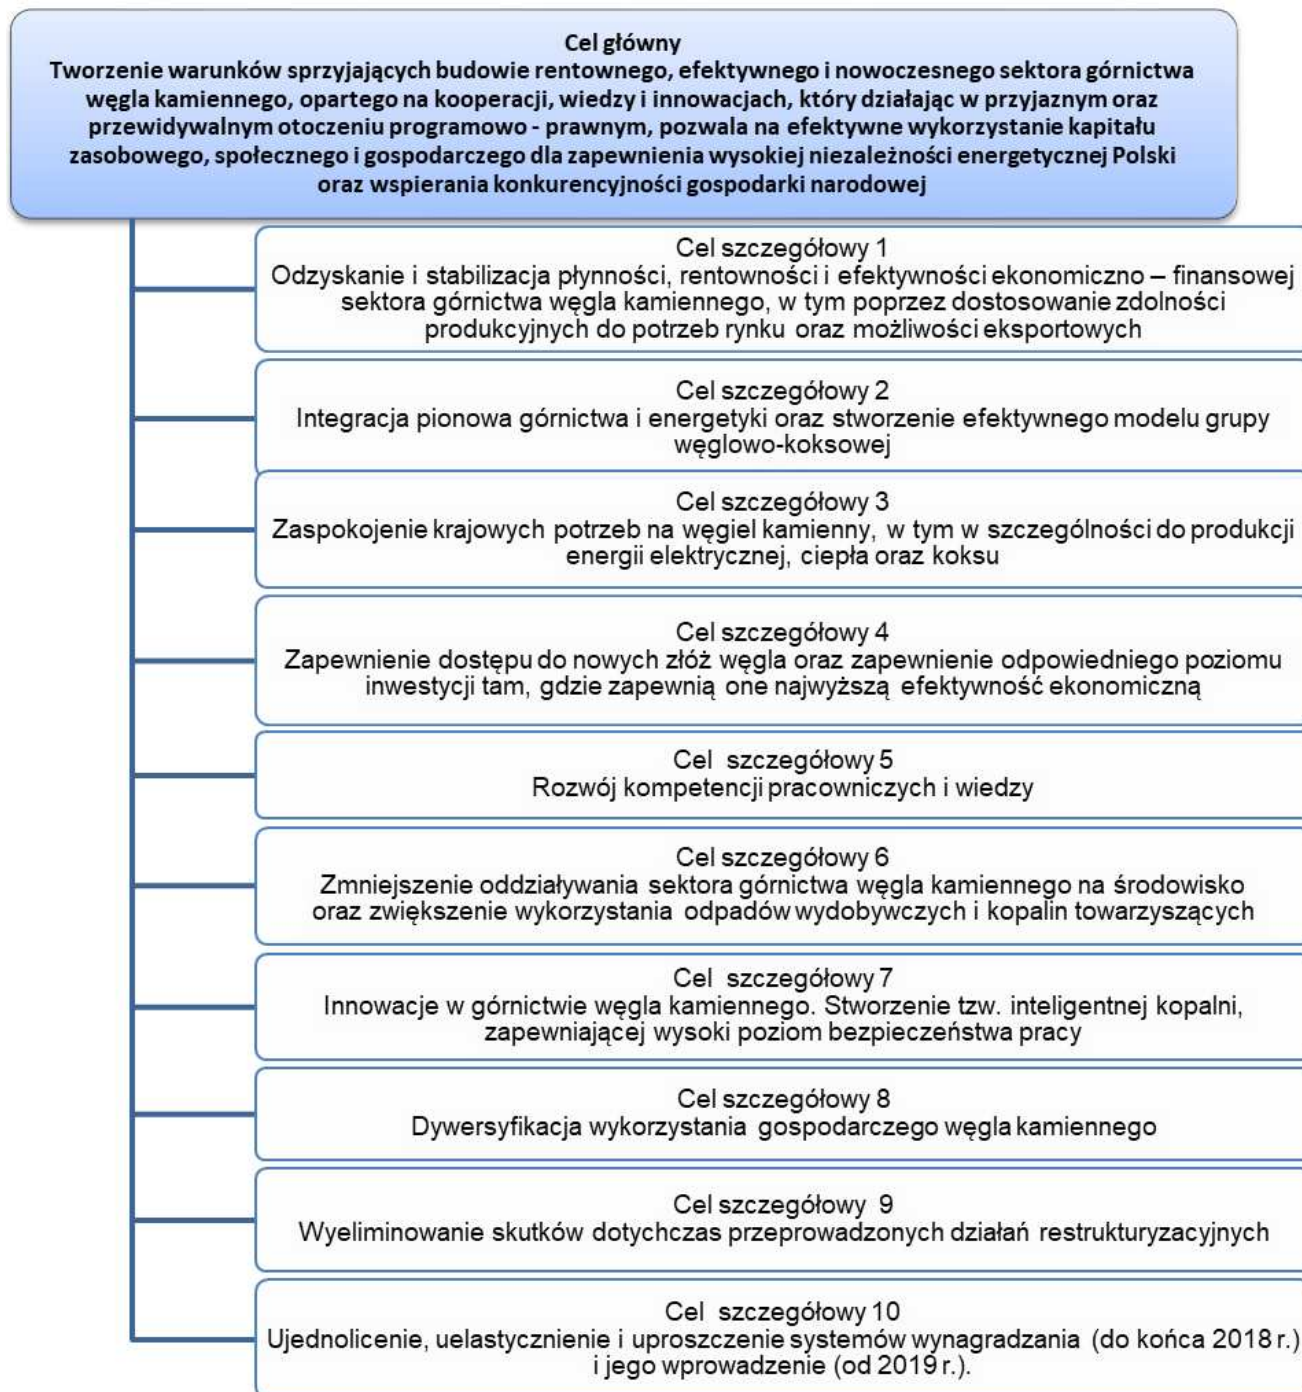 Cel główny
Tworzenie warunków sprzyjających budowie rentownego, efektywnego i nowoczesnego sektora górnictwa
węgla kamiennego, opartego na kooperacji, wiedzy i innowacjach, który działając w przyjaznym oraz
przewidywalnym otoczeniu programowo - prawnym, pozwala na efektywne wykorzystanie kapitału
zasobowego, społecznego i gospodarczego dla zapewnienia wysokiej niezależności energetycznej Polski
oraz wspierania konkurencyjności gospodarki narodowej
Cel szczegółowy 1
Odzyskanie i stabilizacja płynności, rentowności i efektywności ekonomiczno – finansowej
sektora górnictwa węgla kamiennego, w tym poprzez dostosowanie zdolności
produkcyjnych do potrzeb rynku oraz możliwości eksportowych
Cel szczegółowy 2
Integracja pionowa górnictwa i energetyki oraz stworzenie efektywnego modelu grupy
węglowo-koksowej
Cel szczegółowy 3
Zaspokojenie krajowych potrzeb na węgiel kamienny, w tym w szczególności do produkcji
energii elektrycznej, ciepła oraz koksu
Cel szczegółowy 4
Zapewnienie dostępu do nowych złóż węgla oraz zapewnienie odpowiedniego poziomu
inwestycji tam, gdzie zapewnią one najwyższą efektywność ekonomiczną
Cel szczegółowy 5
Rozwój kompetencji pracowniczych i wiedzy
Cel szczegółowy 6
Zmniejszenie oddziaływania sektora górnictwa węgla kamiennego na środowisko
oraz zwiększenie wykorzystania odpadów wydobywczych i kopalin towarzyszących
Cel szczegółowy 7
Innowacje w górnictwie węgla kamiennego. Stworzenie tzw. inteligentnej kopalni,
zapewniającej wysoki poziom bezpieczeństwa pracy
Cel szczegółowy 8
Dywersyfikacja wykorzystania gospodarczego węgla kamiennego
Cel szczegółowy 9
Wyeliminowanie skutków dotychczas przeprowadzonych działań restrukturyzacyjnych
Cel szczegółowy 10
Ujednolicenie, uelastycznienie i uproszczenie systemów wynagradzania (do końca 2018 r.)
i jego wprowadzenie (od 2019 r.).